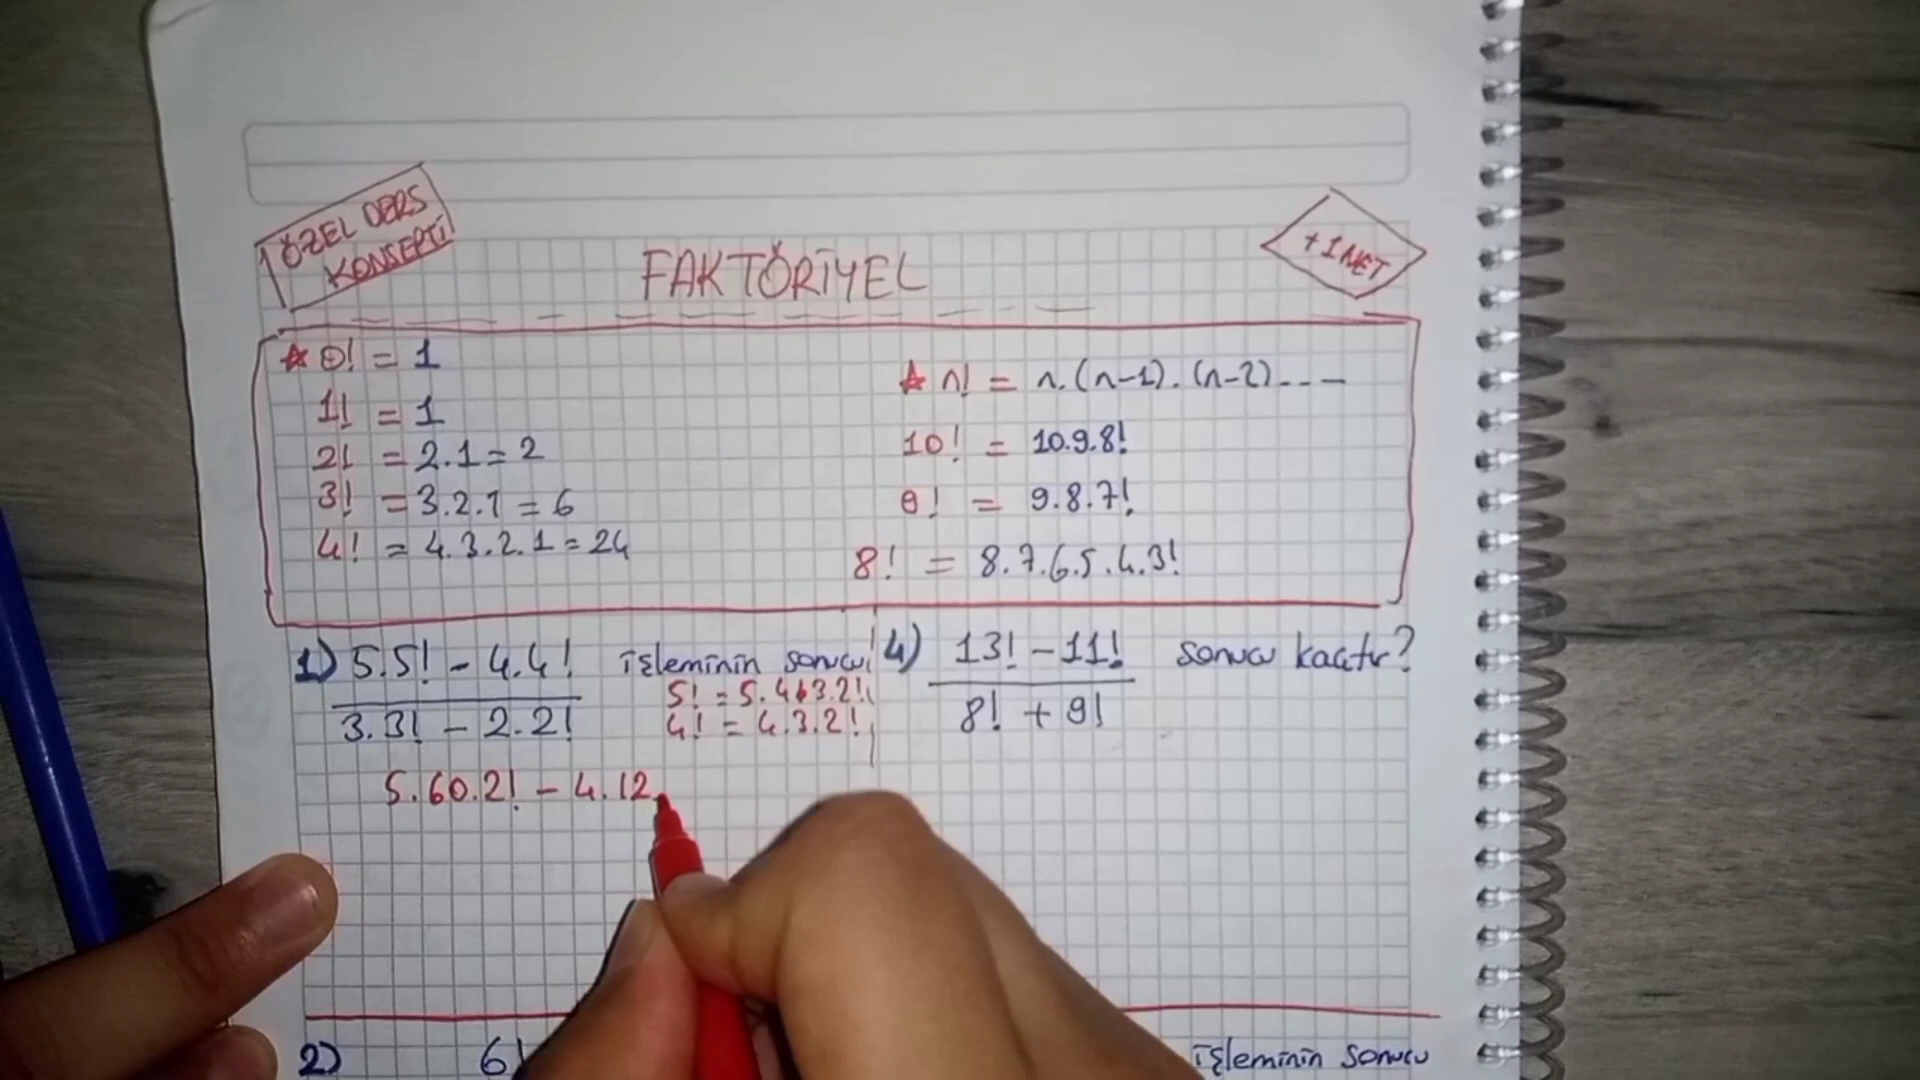 ÖZEL DERS
KONSEPTİ
FAKTÖRİYEL
+1 NET
☆ 0! = 1
1! = 1
2! = 2.1 = 2
3! = 3.2.1 = 6
4! = 4.3.2.1 = 24
☆ n! = n.(n-1).(n-2)....
10! = 10.9.8!
9! = 9.8.7!
8! = 8.7.6.5.4.3!
1) 5.5! - 4.4! / 3.3! - 2.2! işleminin sonucu
5! = 5.4.3.2!
4! = 4.3.2!
5.60.2! - 4.12.
4) 13! - 11! / 8! + 9! sonucu kaçtır?
2) 6!
işleminin sonucu